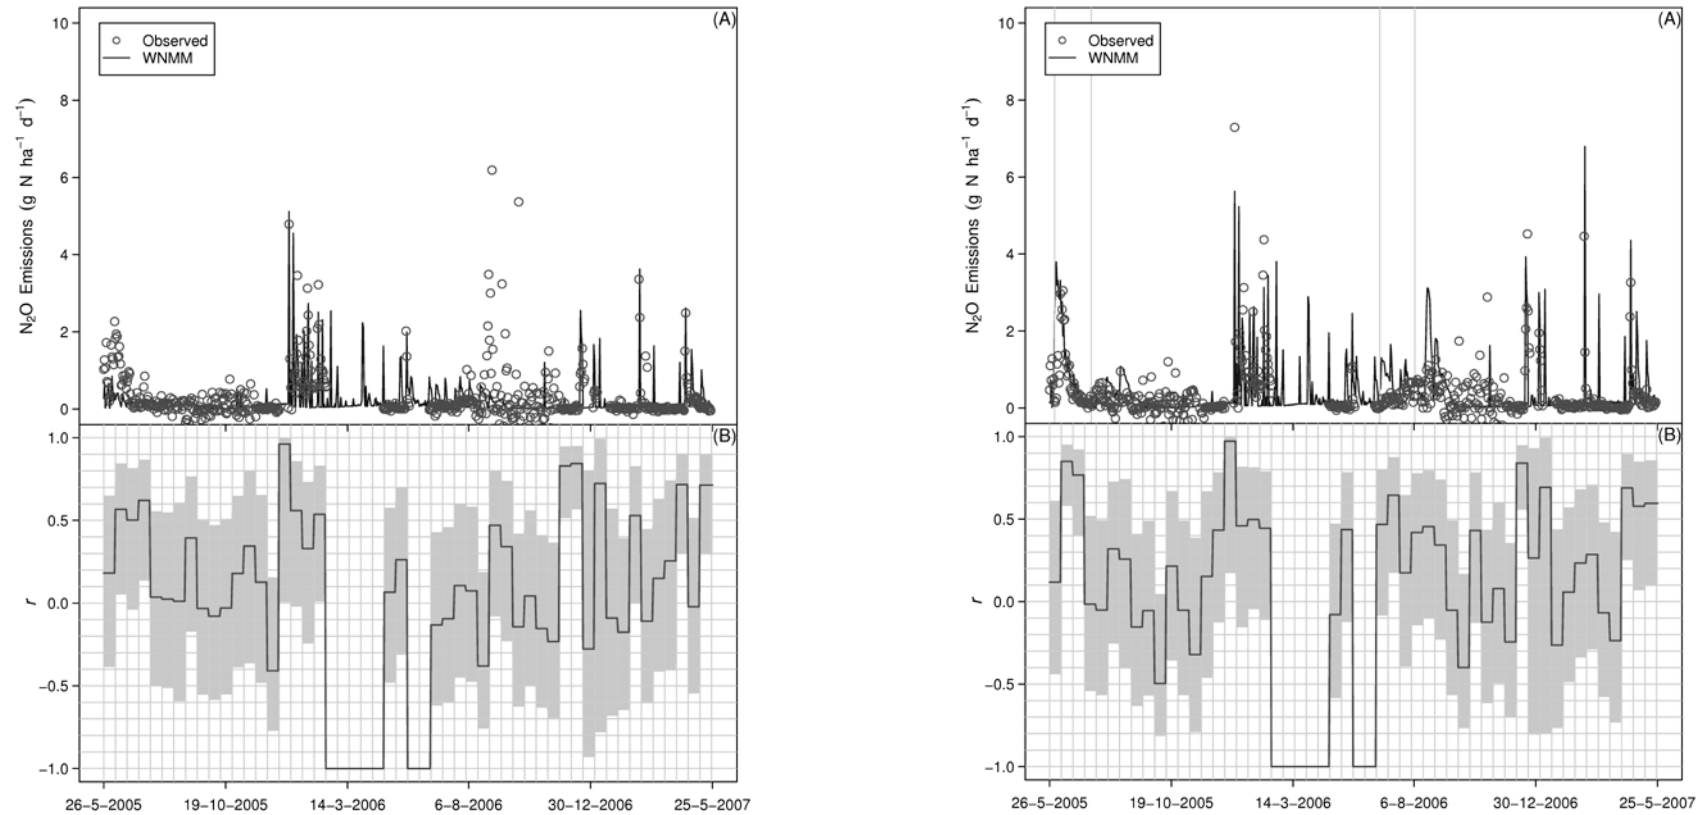 (A)
10
8
6
4
2
0
N₂O Emissions (g N ha⁻¹ d⁻¹)
Observed
WNMM
(B)
1.0
0.5
0.0
−0.5
−1.0
r
26−5−2005 19−10−2005 14−3−2006 6−8−2006 30−12−2006 25−5−2007
(A)
10
8
6
4
2
0
N₂O Emissions (g N ha⁻¹ d⁻¹)
Observed
WNMM
(B)
1.0
0.5
0.0
−0.5
−1.0
r
26−5−2005 19−10−2005 14−3−2006 6−8−2006 30−12−2006 25−5−2007